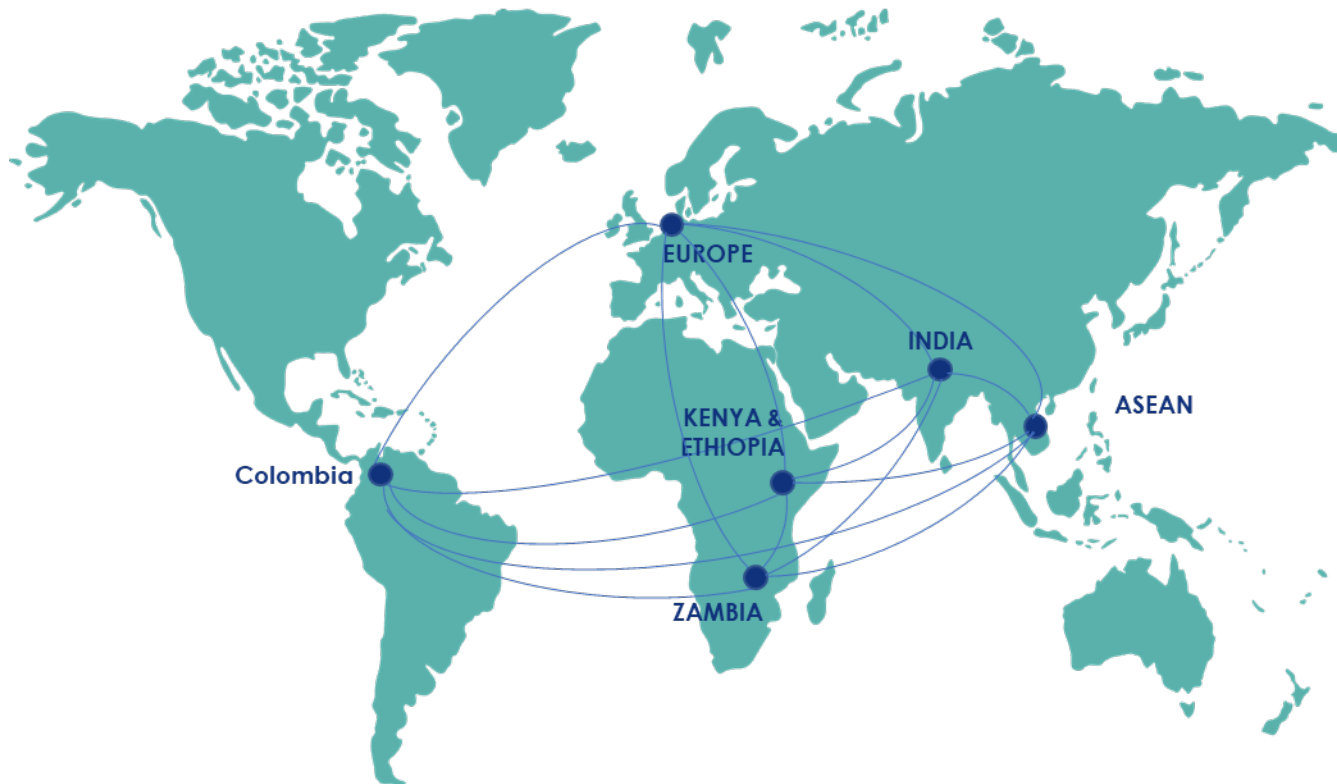 EUROPE
INDIA
ASEAN
KENYA &
ETHIOPIA
Colombia
ZAMBIA